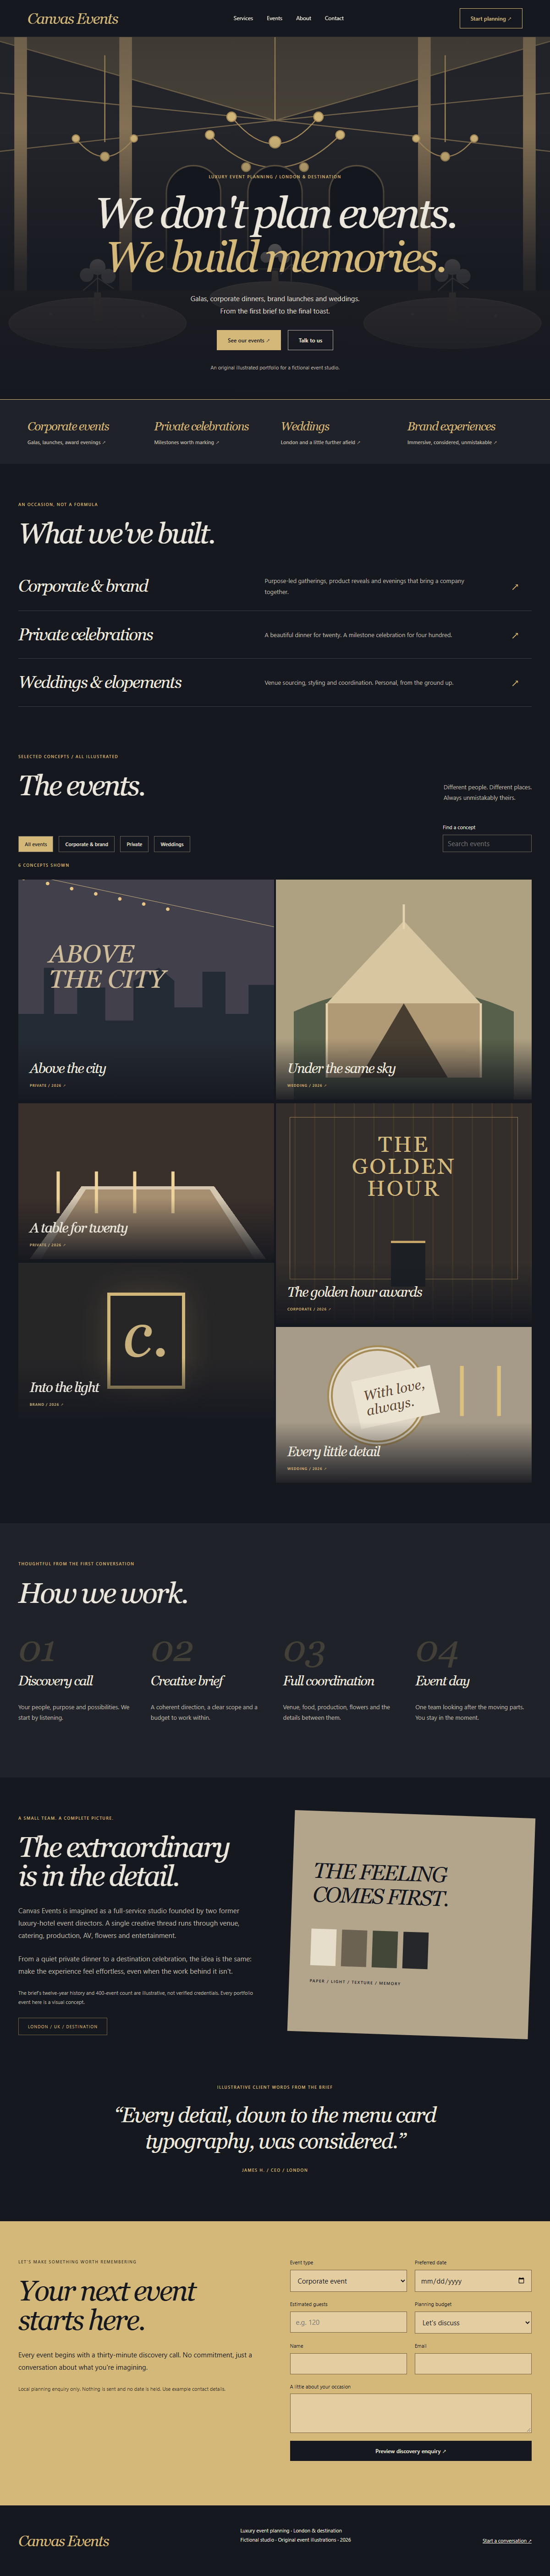 Canvas Events
Services Events About Contact
Start planning ↗
LUXURY EVENT PLANNING / LONDON & DESTINATION
We don't plan events.
We build memories.
Galas, corporate dinners, brand launches and weddings.
From the first brief to the final toast.
See our events ↗ Talk to us
An original illustrated portfolio for a fictional event studio.
Corporate events
Galas, launches, award evenings ↗
Private celebrations
Milestones worth marking ↗
Weddings
London and a little further afield ↗
Brand experiences
Immersive, considered, unmistakable ↗
AN OCCASION, NOT A FORMULA
What we've built.
Corporate & brand
Purpose-led gatherings, product reveals and evenings that bring a company
together.
↗
Private celebrations
A beautiful dinner for twenty. A milestone celebration for four hundred.
↗
Weddings & elopements
Venue sourcing, styling and coordination. Personal, from the ground up.
↗
SELECTED CONCEPTS / ALL ILLUSTRATED
The events.
Different people. Different places.
Always unmistakably theirs.
All events Corporate & brand Private Weddings
Find a concept
Search events
6 CONCEPTS SHOWN
ABOVE
THE CITY
Above the city
PRIVATE / 2026 ↗
Under the same sky
WEDDING / 2026 ↗
A table for twenty
PRIVATE / 2026 ↗
THE
GOLDEN
HOUR
The golden hour awards
CORPORATE / 2026 ↗
c.
Into the light
BRAND / 2026 ↗
With love,
always.
Every little detail
WEDDING / 2026 ↗
THOUGHTFUL FROM THE FIRST CONVERSATION
How we work.
01
Discovery call
Your people, purpose and possibilities. We
start by listening.
02
Creative brief
A coherent direction, a clear scope and a
budget to work within.
03
Full coordination
Venue, food, production, flowers and the
details between them.
04
Event day
One team looking after the moving parts.
You stay in the moment.
A SMALL TEAM. A COMPLETE PICTURE.
The extraordinary
is in the detail.
Canvas Events is imagined as a full-service studio founded by two former
luxury-hotel event directors. A single creative thread runs through venue,
catering, production, AV, flowers and entertainment.
From a quiet private dinner to a destination celebration, the idea is the same:
make the experience feel effortless, even when the work behind it isn't.
The brief's twelve-year history and 400-event count are illustrative, not verified credentials. Every portfolio
event here is a visual concept.
LONDON / UK / DESTINATION
THE FEELING
COMES FIRST.
PAPER / LIGHT / TEXTURE / MEMORY
ILLUSTRATIVE CLIENT WORDS FROM THE BRIEF
“Every detail, down to the menu card
typography, was considered.”
JAMES H. / CEO / LONDON
LET'S MAKE SOMETHING WORTH REMEMBERING
Your next event
starts here.
Every event begins with a thirty-minute discovery call. No commitment, just a
conversation about what you're imagining.
Local planning enquiry only. Nothing is sent and no date is held. Use example contact details.
Event type Preferred date
Corporate event mm/dd/yyyy
Estimated guests Planning budget
e.g. 120 Let's discuss
Name Email
A little about your occasion
Preview discovery enquiry ↗
Canvas Events
Luxury event planning · London & destination
Fictional studio · Original event illustrations · 2026
Start a conversation ↗